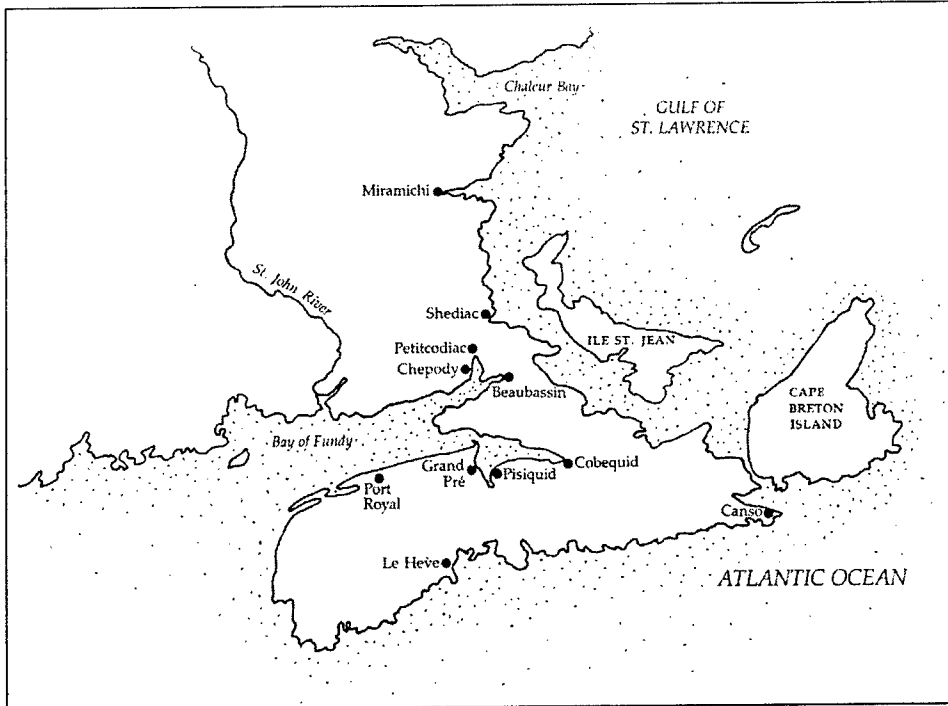 Chaleur Bay
GULF OF
ST. LAWRENCE
Miramichi
St. John River
Shediac
ILE ST. JEAN
Petitcodiac
Chepody
Beaubassin
CAPE
BRETON
ISLAND
Bay of Fundy
Cobequid
Grand
Pré
Pisiquid
Port
Royal
Canso
Le Heve
ATLANTIC OCEAN